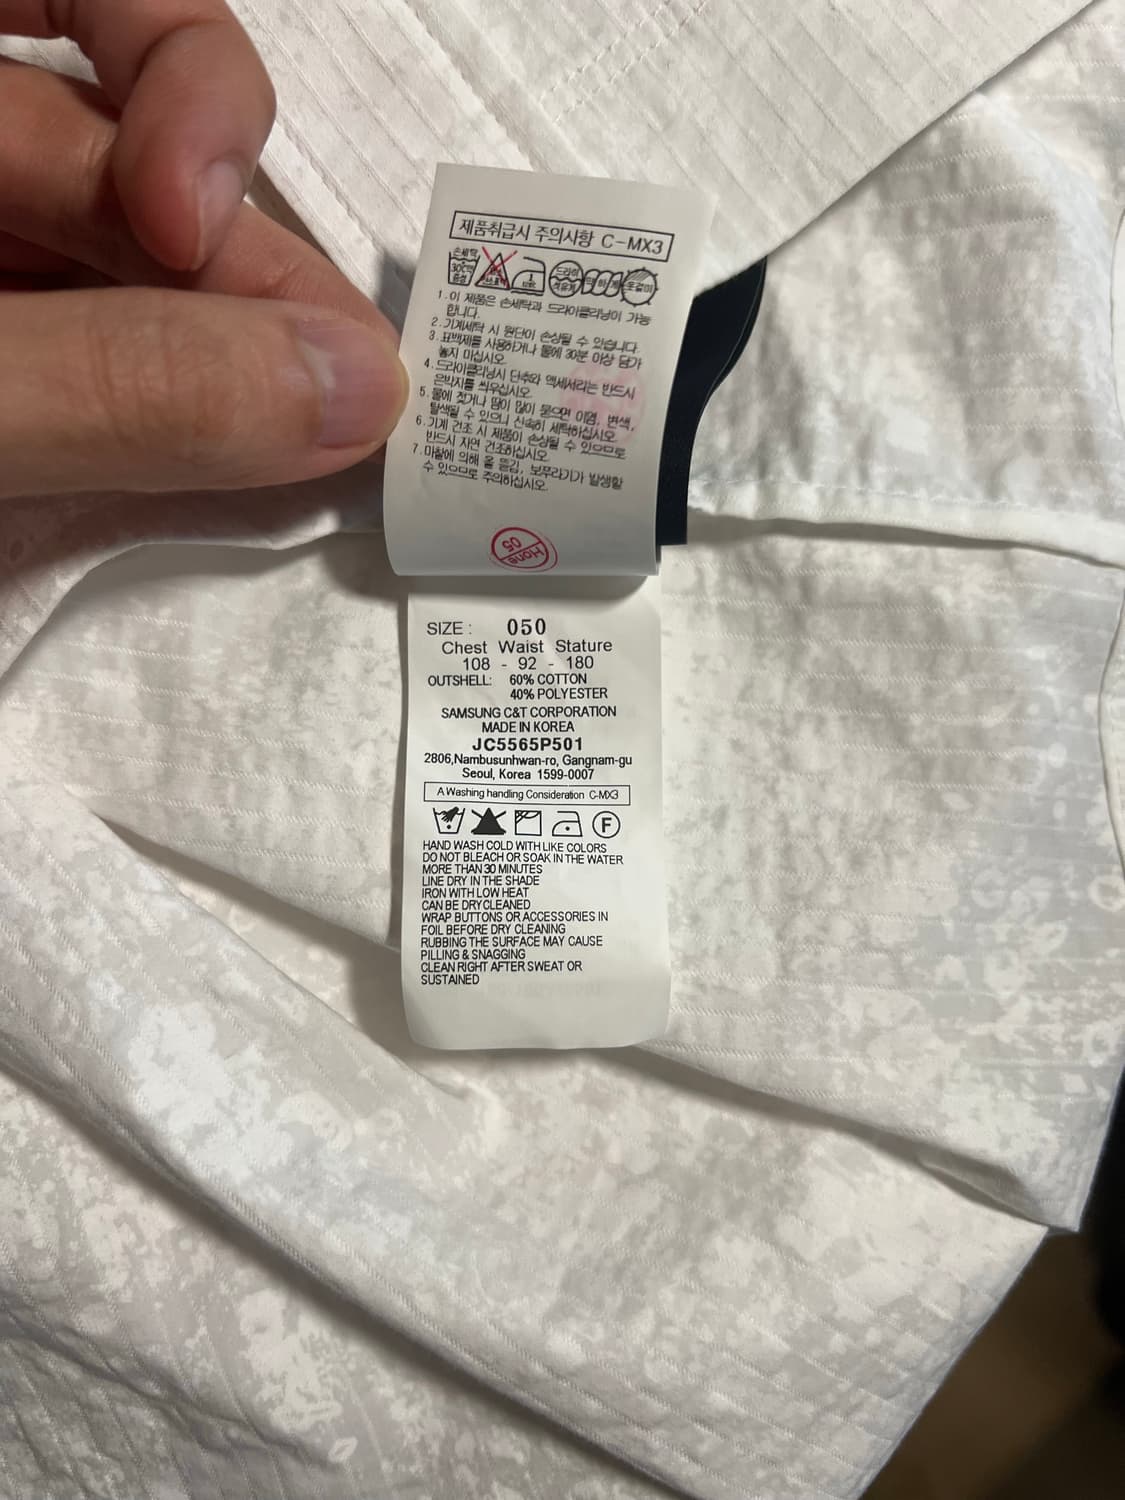 제품취급시 주의사항 C-MX3
손세탁
30℃약
중성
드라이
석유계
옷걸이
1.이 제품은 손세탁과 드라이클리닝이 가능
합니다.
2.기계세탁 시 원단이 손상될 수 있습니다.
3.표백제를 사용하거나 물에 30분 이상 담가
놓지 마십시오.
4.드라이클리닝시 단추와 액세서리는 반드시
은박지를 씌우십시오.
5.물에 젖거나 땀이 많이 묻으면 이염, 변색,
탈색될 수 있으니 신속히 세탁하십시오.
6.기계 건조 시 제품이 손상될 수 있으므로
반드시 자연 건조하십시오.
7.마찰에 의해 올 뜯김, 보푸라기가 발생할
수 있으므로 주의하십시오.
Hone
05
SIZE : 050
Chest Waist Stature
108 - 92 - 180
OUTSHELL: 60% COTTON
40% POLYESTER
SAMSUNG C&T CORPORATION
MADE IN KOREA
JC5565P501
2806,Nambusunhwan-ro, Gangnam-gu
Seoul, Korea 1599-0007
A Washing handling Consideration C-MX3
F
HAND WASH COLD WITH LIKE COLORS
DO NOT BLEACH OR SOAK IN THE WATER
MORE THAN 30 MINUTES
LINE DRY IN THE SHADE
IRON WITH LOW HEAT
CAN BE DRYCLEANED
WRAP BUTTONS OR ACCESSORIES IN
FOIL BEFORE DRY CLEANING
RUBBING THE SURFACE MAY CAUSE
PILLING & SNAGGING
CLEAN RIGHT AFTER SWEAT OR
SUSTAINED